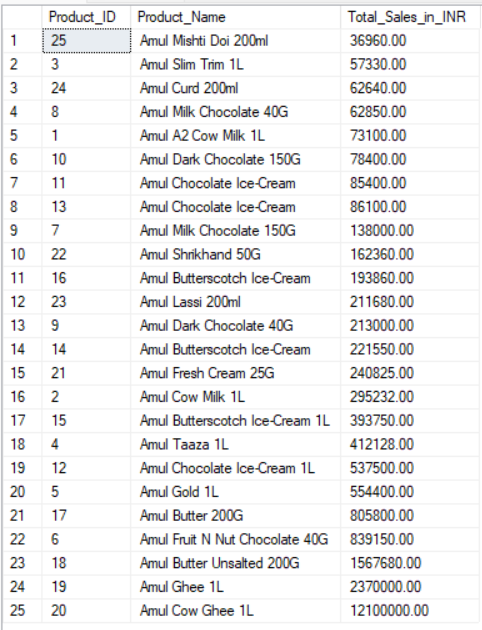 Product_ID Product_Name Total_Sales_in_INR
1 25 Amul Mishti Doi 200ml 36960.00
2 3 Amul Slim Trim 1L 57330.00
3 24 Amul Curd 200ml 62640.00
4 8 Amul Milk Chocolate 40G 62850.00
5 1 Amul A2 Cow Milk 1L 73100.00
6 10 Amul Dark Chocolate 150G 78400.00
7 11 Amul Chocolate Ice-Cream 85400.00
8 13 Amul Chocolate Ice-Cream 86100.00
9 7 Amul Milk Chocolate 150G 138000.00
10 22 Amul Shrikhand 50G 162360.00
11 16 Amul Butterscotch Ice-Cream 193860.00
12 23 Amul Lassi 200ml 211680.00
13 9 Amul Dark Chocolate 40G 213000.00
14 14 Amul Butterscotch Ice-Cream 221550.00
15 21 Amul Fresh Cream 25G 240825.00
16 2 Amul Cow Milk 1L 295232.00
17 15 Amul Butterscotch Ice-Cream 1L 393750.00
18 4 Amul Taaza 1L 412128.00
19 12 Amul Chocolate Ice-Cream 1L 537500.00
20 5 Amul Gold 1L 554400.00
21 17 Amul Butter 200G 805800.00
22 6 Amul Fruit N Nut Chocolate 40G 839150.00
23 18 Amul Butter Unsalted 200G 1567680.00
24 19 Amul Ghee 1L 2370000.00
25 20 Amul Cow Ghee 1L 12100000.00